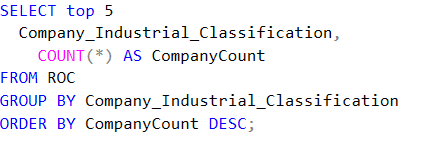 SELECT top 5
Company_Industrial_Classification,
COUNT(*) AS CompanyCount
FROM ROC
GROUP BY Company_Industrial_Classification
ORDER BY CompanyCount DESC;